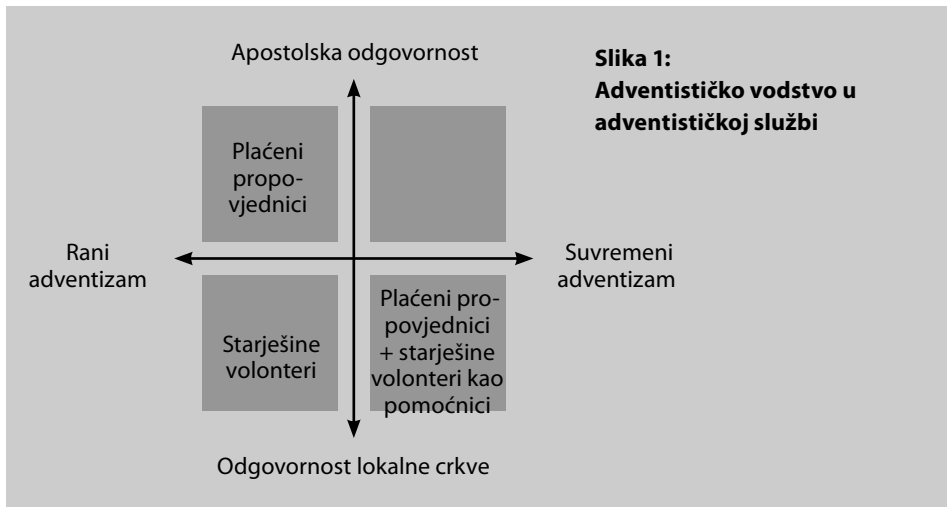 Apostolska odgovornost
Slika 1:
Adventističko vodstvo u
adventističkoj službi
Plaćeni
propo-
vjednici
Rani
adventizam
Suvremeni
adventizam
Starješine
volonteri
Plaćeni pro-
povjednici
+ starješine
volonteri kao
pomoćnici
Odgovornost lokalne crkve